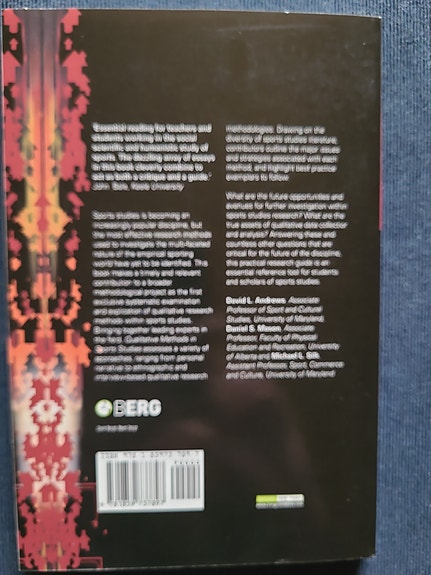 'Essential reading for teachers and
students working in the social
scientific and humanistic study of
sports. The dazzling array of essays
in this book cleverly combine to
act as both a critique and a guide.'
John Bale, Keele University
Sports studies is becoming an
increasingly popular discipline, but
the most effective research methods
used to investigate the multi-faceted
nature of the empirical sporting
world have yet to be identified. This
book makes a timely and relevant
contribution to a broader
methodological project as the first
exclusive systematic examination
and explication of qualitative research
methods within sports studies.
Bringing together leading experts in
the field, Qualitative Methods in
Sports Studies provides a variety of
approaches, ranging from personal
narrative to ethnographic and
interview-based qualitative research
methodologies. Drawing on the
diversity of sports studies literature,
contributors outline the major issues
and strategies associated with each
method, and highlight best practice
exemplars to follow.
What are the future opportunities and
avenues for further investigation within
sports studies research? What are the
true assets of qualitative data collection
and analysis? Answering these and
countless other questions that are
critical for the future of the discipline,
this practical research guide is an
essential reference tool for students
and scholars of sports studies.
David L. Andrews, Associate
Professor of Sport and Cultural
Studies, University of Maryland.
Daniel S. Mason, Associate
Professor, Faculty of Physical
Education and Recreation, University
of Alberta and Michael L. Silk,
Assistant Professor, Sport, Commerce
and Culture, University of Maryland
BERG